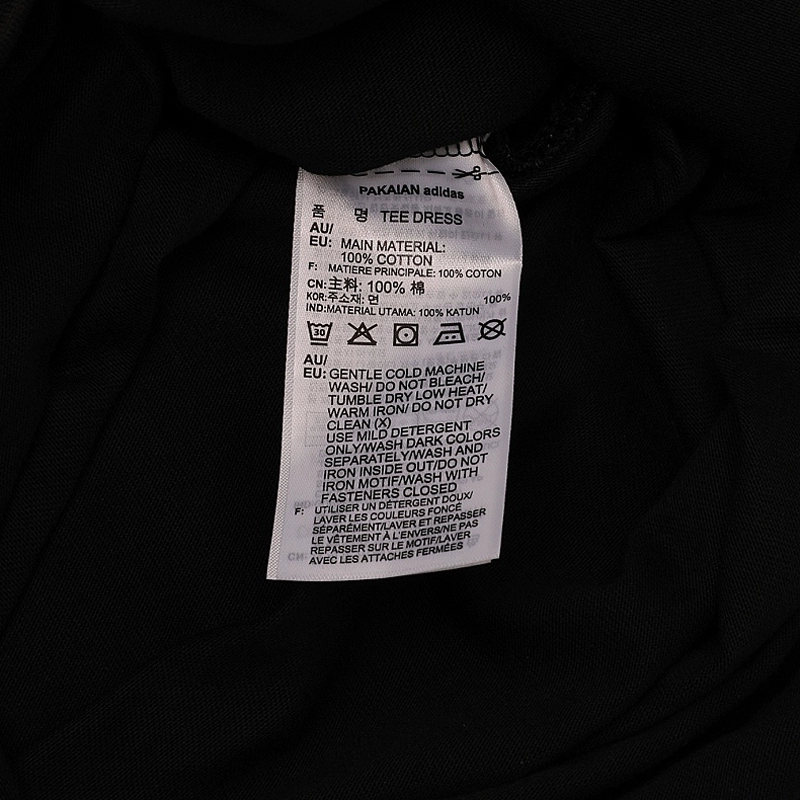 PAKAIAN adidas
품 명 TEE DRESS
AU/
EU: MAIN MATERIAL:
100% COTTON
F: MATIERE PRINCIPALE: 100% COTON
CN: 主料: 100% 棉
KOR:주소재: 면 100%
IND:MATERIAL UTAMA: 100% KATUN
30
AU/
EU: GENTLE COLD MACHINE
WASH/ DO NOT BLEACH/
TUMBLE DRY LOW HEAT/
WARM IRON/ DO NOT DRY
CLEAN (X)
USE MILD DETERGENT
ONLY/WASH DARK COLORS
SEPARATELY/WASH AND
IRON INSIDE OUT/DO NOT
IRON MOTIF/WASH WITH
FASTENERS CLOSED
F: UTILISER UN DÉTERGENT DOUX/
LAVER LES COULEURS FONCÉ
SÉPARÉMENT/LAVER ET REPASSER
LE VÊTEMENT À L'ENVERS/NE PAS
REPASSER SUR LE MOTIF/LAVER
AVEC LES ATTACHES FERMÉES